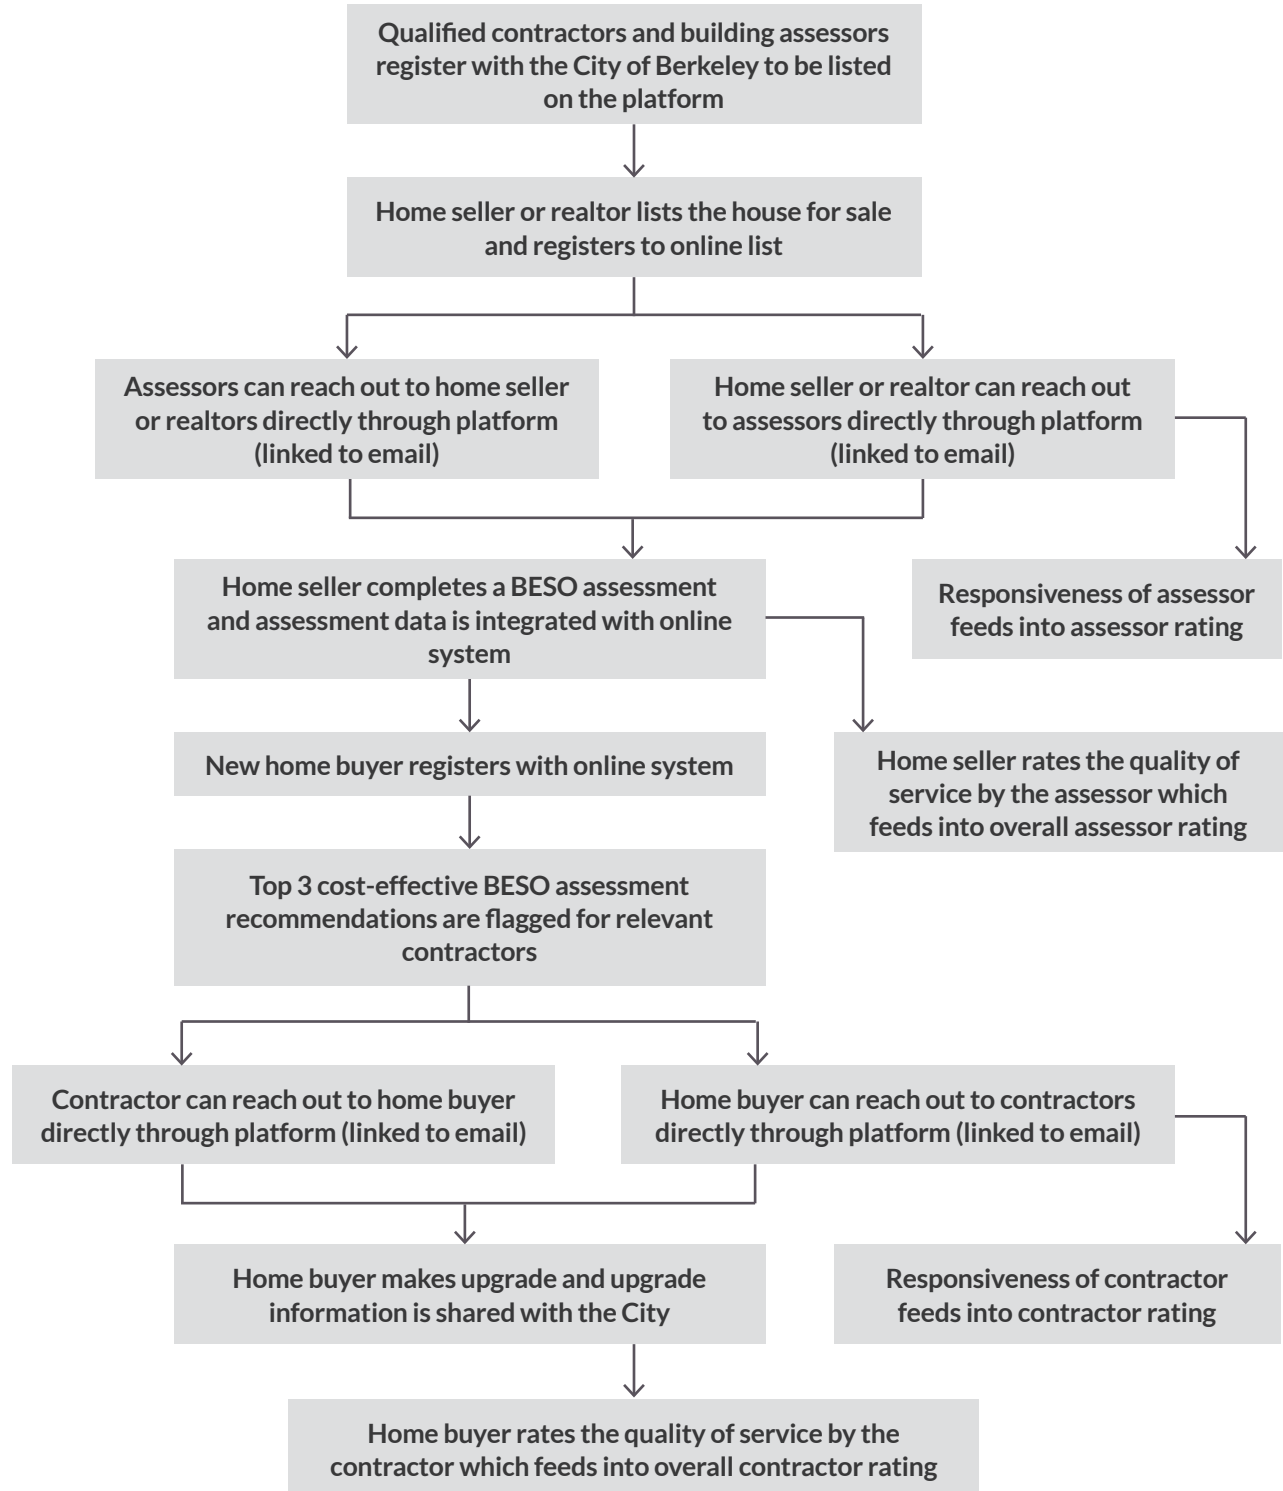 Qualified contractors and building assessors
register with the City of Berkeley to be listed
on the platform
Home seller or realtor lists the house for sale
and registers to online list
Assessors can reach out to home seller
or realtors directly through platform
(linked to email)
Home seller or realtor can reach out
to assessors directly through platform
(linked to email)
Home seller completes a BESO assessment
and assessment data is integrated with online
system
Responsiveness of assessor
feeds into assessor rating
New home buyer registers with online system
Home seller rates the quality of
service by the assessor which
feeds into overall assessor rating
Top 3 cost-effective BESO assessment
recommendations are flagged for relevant
contractors
Contractor can reach out to home buyer
directly through platform (linked to email)
Home buyer can reach out to contractors
directly through platform (linked to email)
Home buyer makes upgrade and upgrade
information is shared with the City
Responsiveness of contractor
feeds into contractor rating
Home buyer rates the quality of service by the
contractor which feeds into overall contractor rating